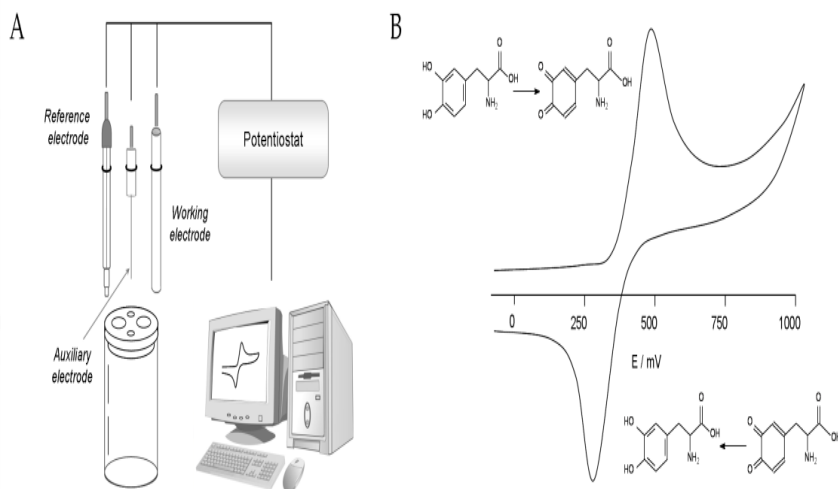 A
Reference
electrode
Potentiostat
Working
electrode
Auxiliary
electrode
B
HO
HO
O
OH
NH₂
O
O
O
OH
NH₂
0
250
500
750
1000
E / mV
HO
HO
O
OH
NH₂
O
O
O
OH
NH₂